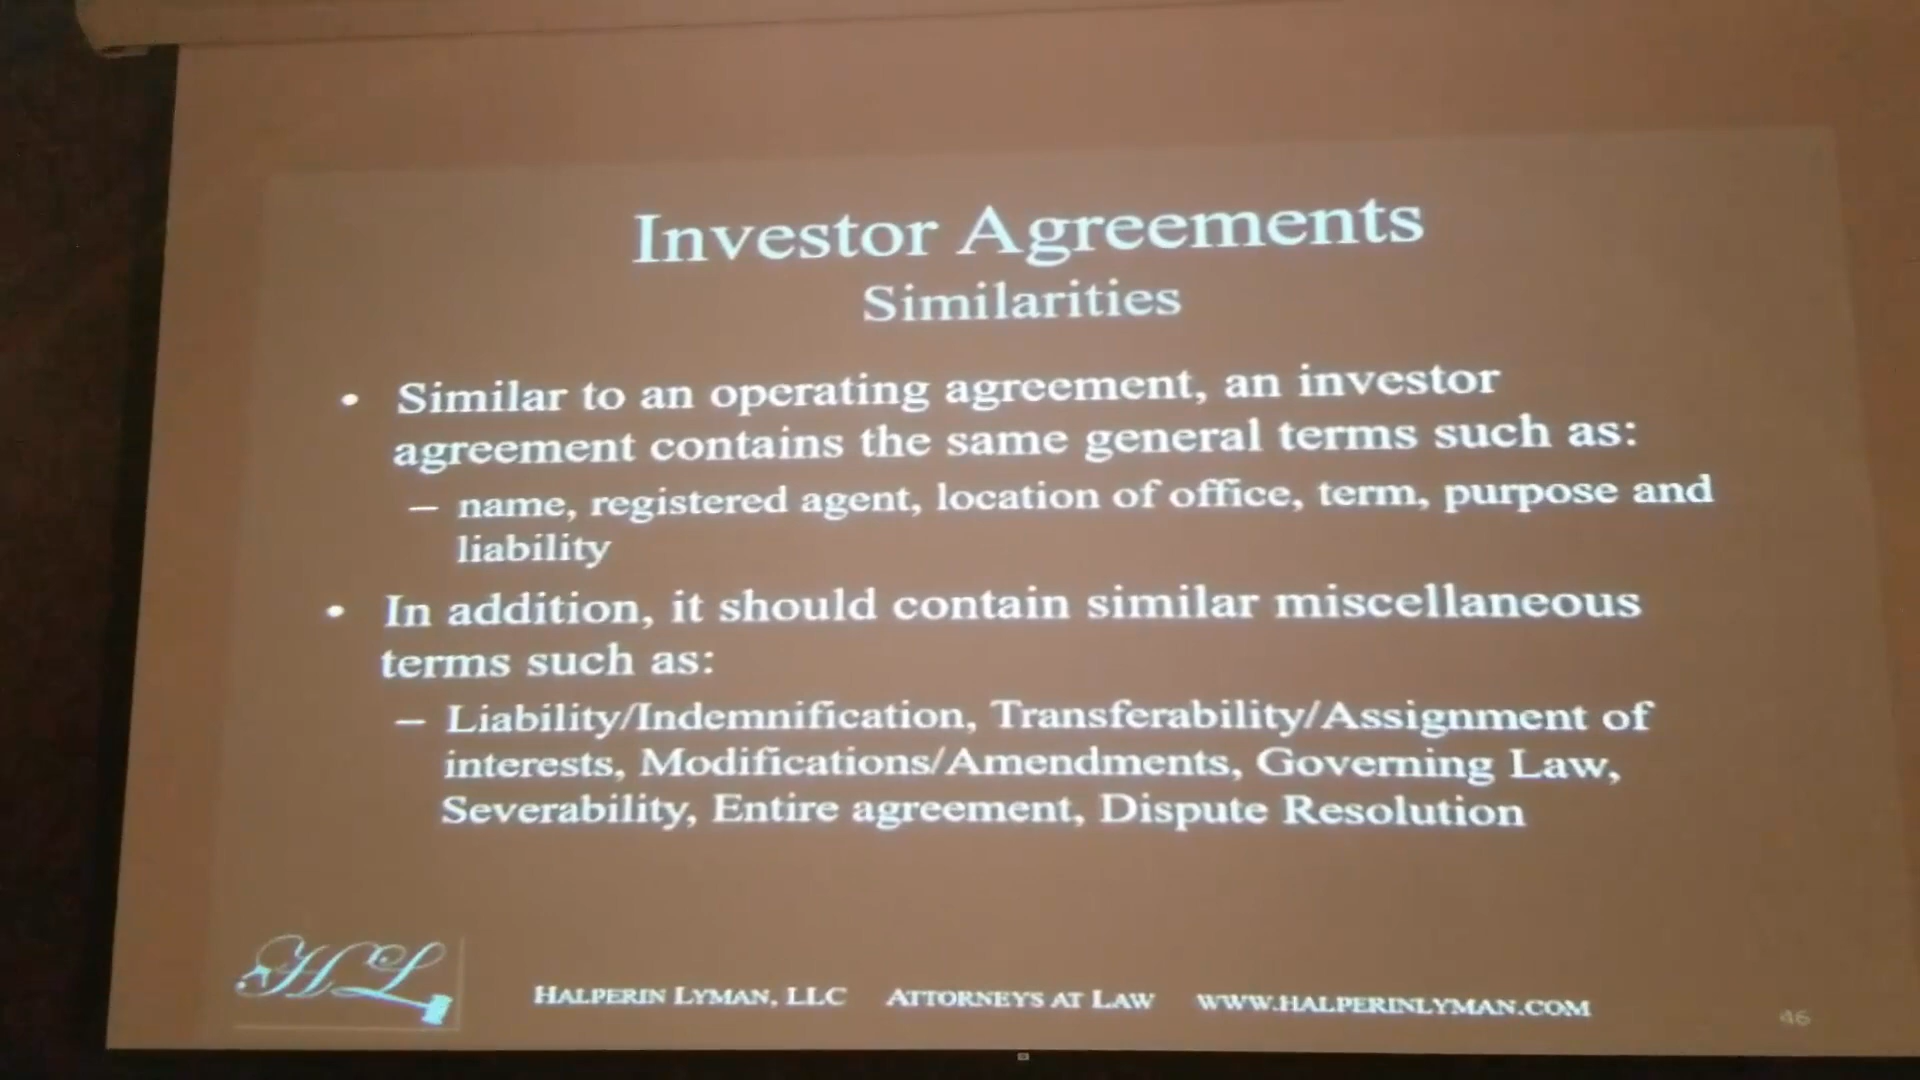 Investor Agreements
Similarities
• Similar to an operating agreement, an investor
agreement contains the same general terms such as:
– name, registered agent, location of office, term, purpose and
liability
• In addition, it should contain similar miscellaneous
terms such as:
– Liability/Indemnification, Transferability/Assignment of
interests, Modifications/Amendments, Governing Law,
Severability, Entire agreement, Dispute Resolution
HL
HALPERIN LYMAN, LLC ATTORNEYS AT LAW WWW.HALPERINLYMAN.COM
46